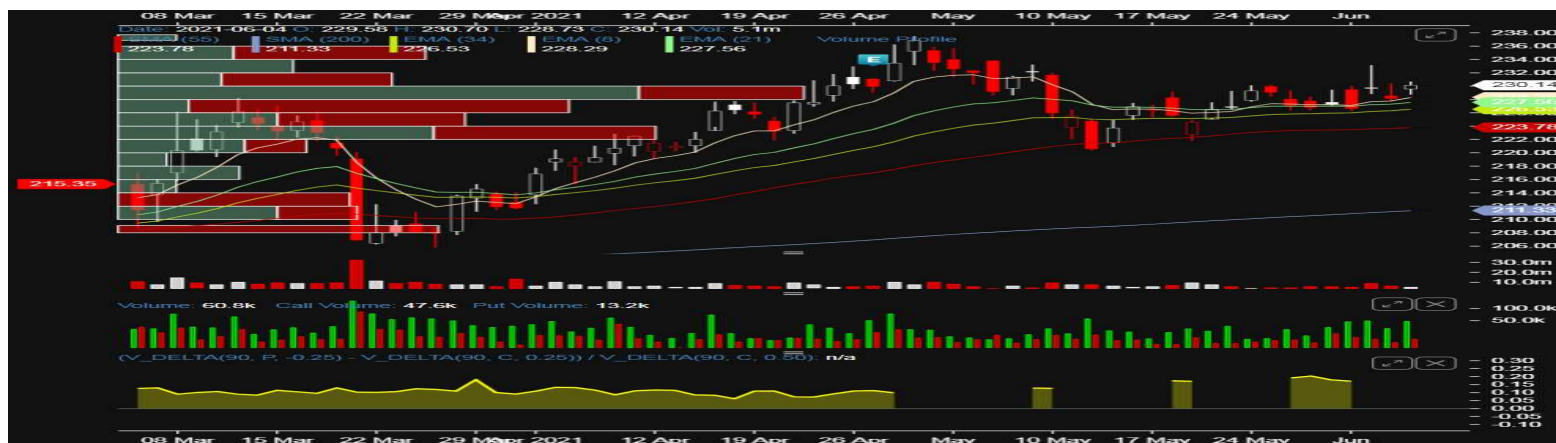 08 Mar 15 Mar 22 Mar 29 Mar Apr 2021 12 Apr 19 Apr 26 Apr May 10 May 17 May 24 May Jun
Date: 2021-06-04 O: 229.58 H: 230.70 L: 228.73 C: 230.14 Vol: 5.1m
(55) SMA (200) EMA (34) EMA (8) EMA (21) Volume Profile
223.78 211.33 226.53 228.29 227.56
E
238.00
236.00
234.00
232.00
230.14
227.56
223.78
222.00
220.00
218.00
216.00
215.35
214.00
211.33
210.00
208.00
206.00
30.0m
20.0m
10.0m
Volume: 60.8k Call Volume: 47.6k Put Volume: 13.2k
100.0k
50.0k
(V_DELTA(90, P, -0.25) - V_DELTA(90, C, 0.25)) / V_DELTA(90, C, 0.50): n/a
0.30
0.25
0.20
0.15
0.10
0.05
0.00
-0.05
-0.10
08 Mar 15 Mar 22 Mar 29 Mar Apr 2021 12 Apr 19 Apr 26 Apr May 10 May 17 May 24 May Jun